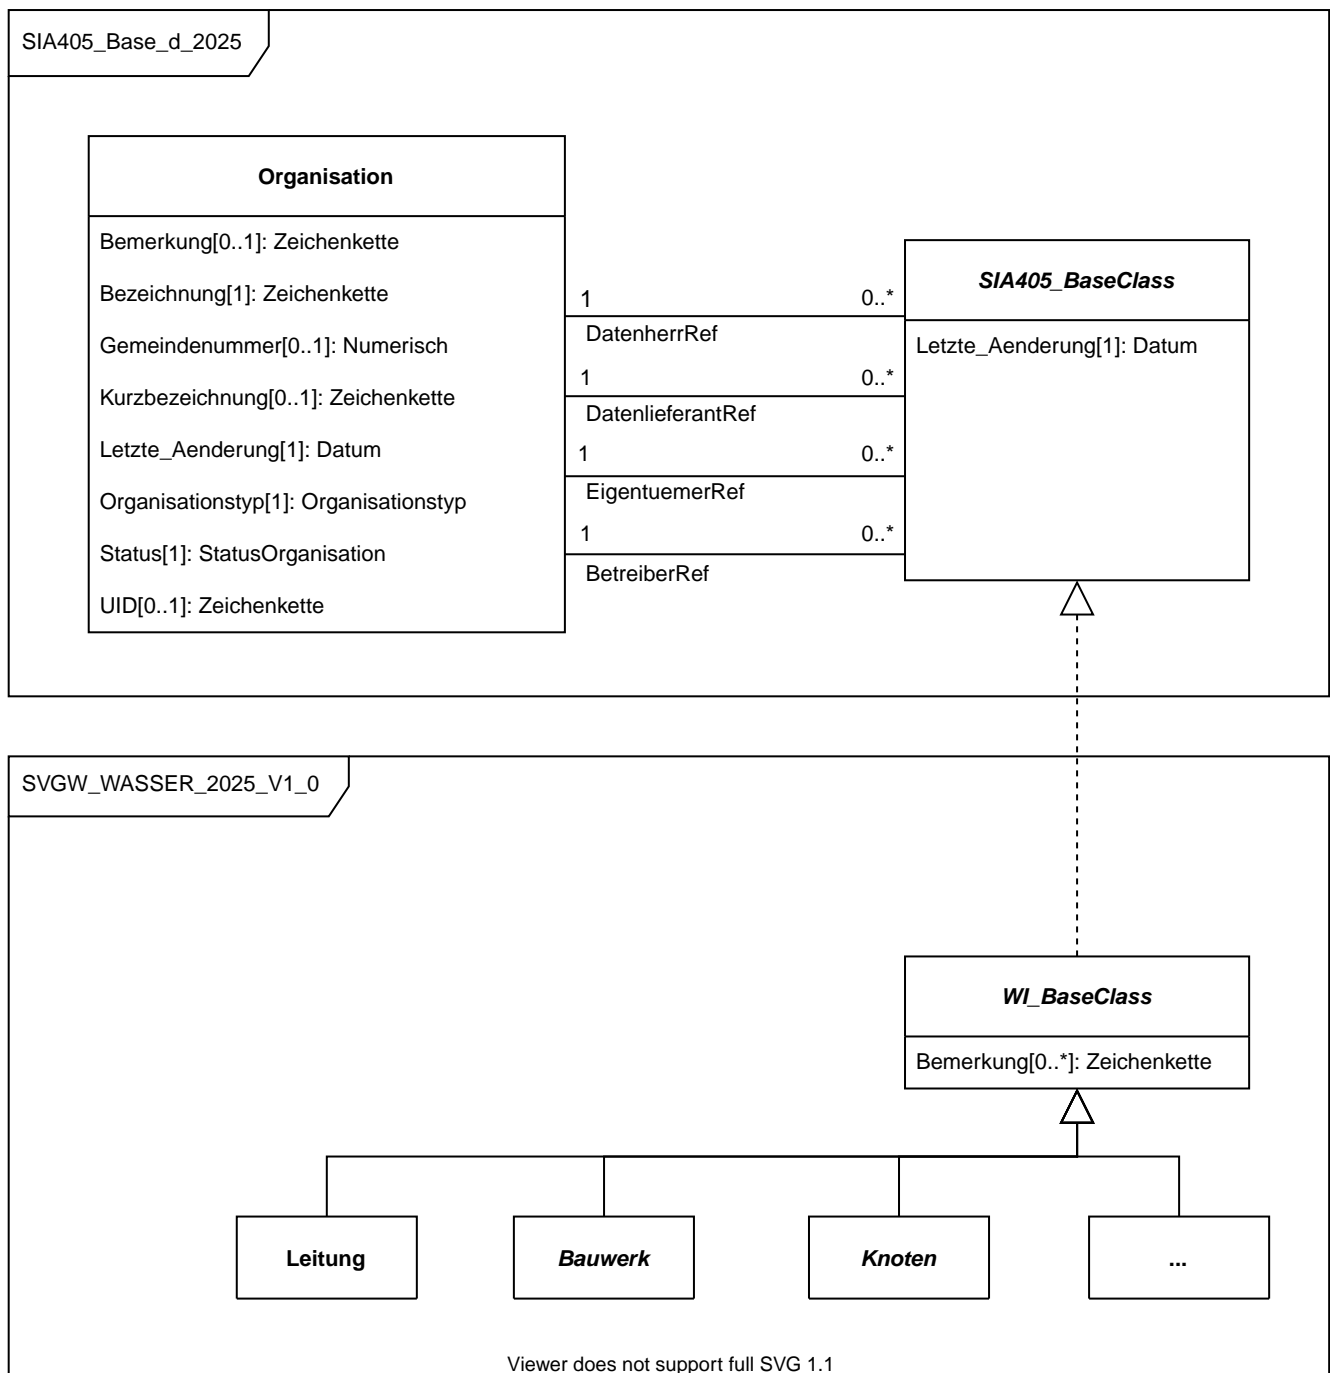 SIA405_Base_d_2025
Organisation
Bemerkung[0..1]: Zeichenkette
Bezeichnung[1]: Zeichenkette
Gemeindenummer[0..1]: Numerisch
Kurzbezeichnung[0..1]: Zeichenkette
Letzte_Aenderung[1]: Datum
Organisationstyp[1]: Organisationstyp
Status[1]: StatusOrganisation
UID[0..1]: Zeichenkette
1 0..*
DatenherrRef
1 0..*
DatenlieferantRef
1 0..*
EigentuemerRef
1 0..*
BetreiberRef
SIA405_BaseClass
Letzte_Aenderung[1]: Datum
SVGW_WASSER_2025_V1_0
WI_BaseClass
Bemerkung[0..*]: Zeichenkette
Leitung
Bauwerk
Knoten
...
Viewer does not support full SVG 1.1